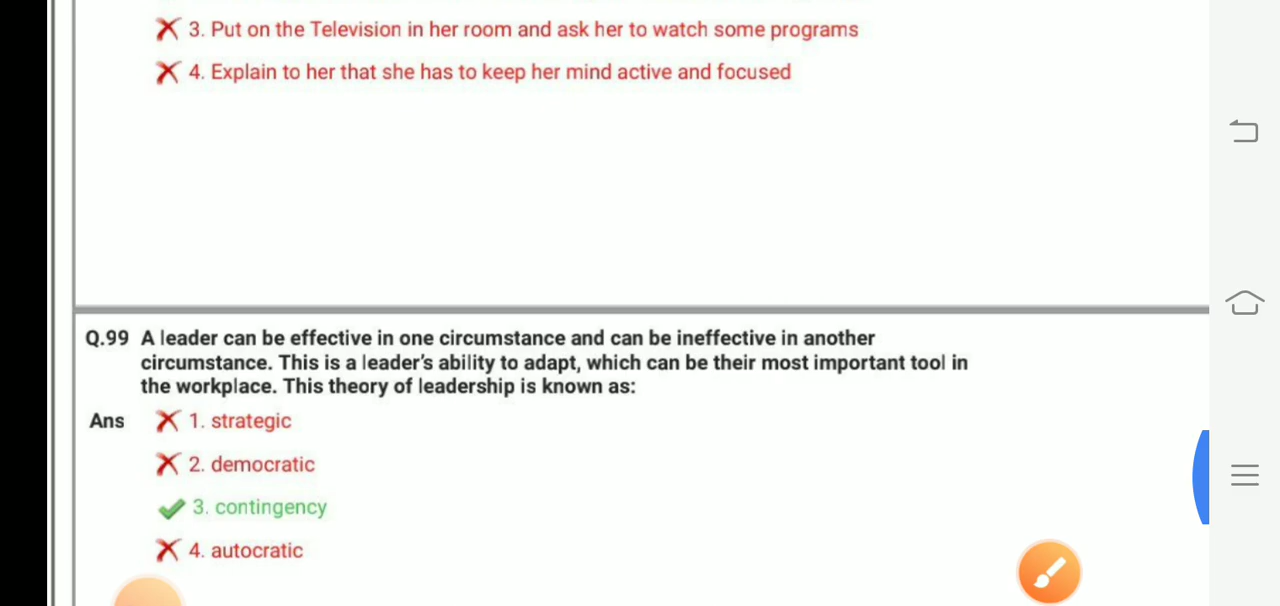 3. Put on the Television in her room and ask her to watch some programs
4. Explain to her that she has to keep her mind active and focused
Q.99 A leader can be effective in one circumstance and can be ineffective in another
circumstance. This is a leader's ability to adapt, which can be their most important tool in
the workplace. This theory of leadership is known as:
Ans 1. strategic
2. democratic
3. contingency
4. autocratic